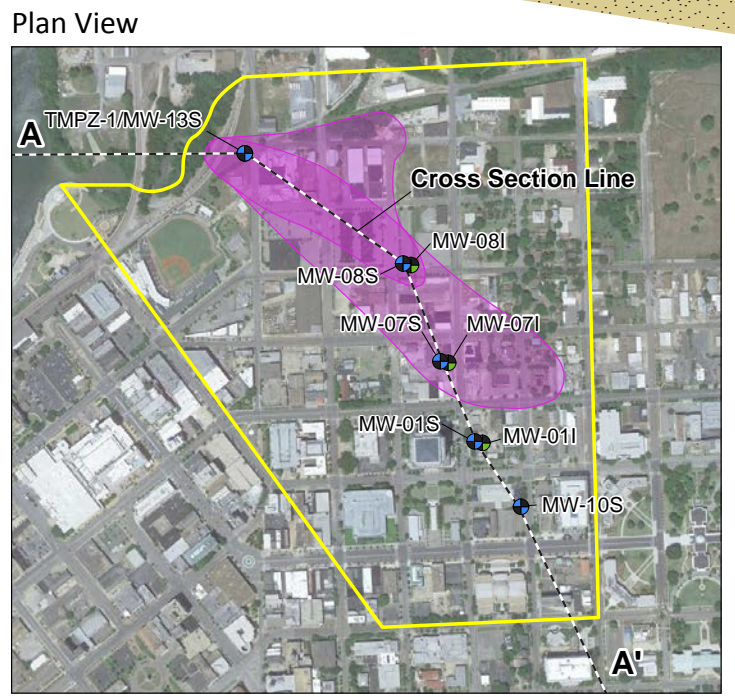 Plan View
TMPZ-1/MW-13S
A
Cross Section Line
MW-08I
MW-08S
MW-07S
MW-07I
MW-01S
MW-01I
MW-10S
A'